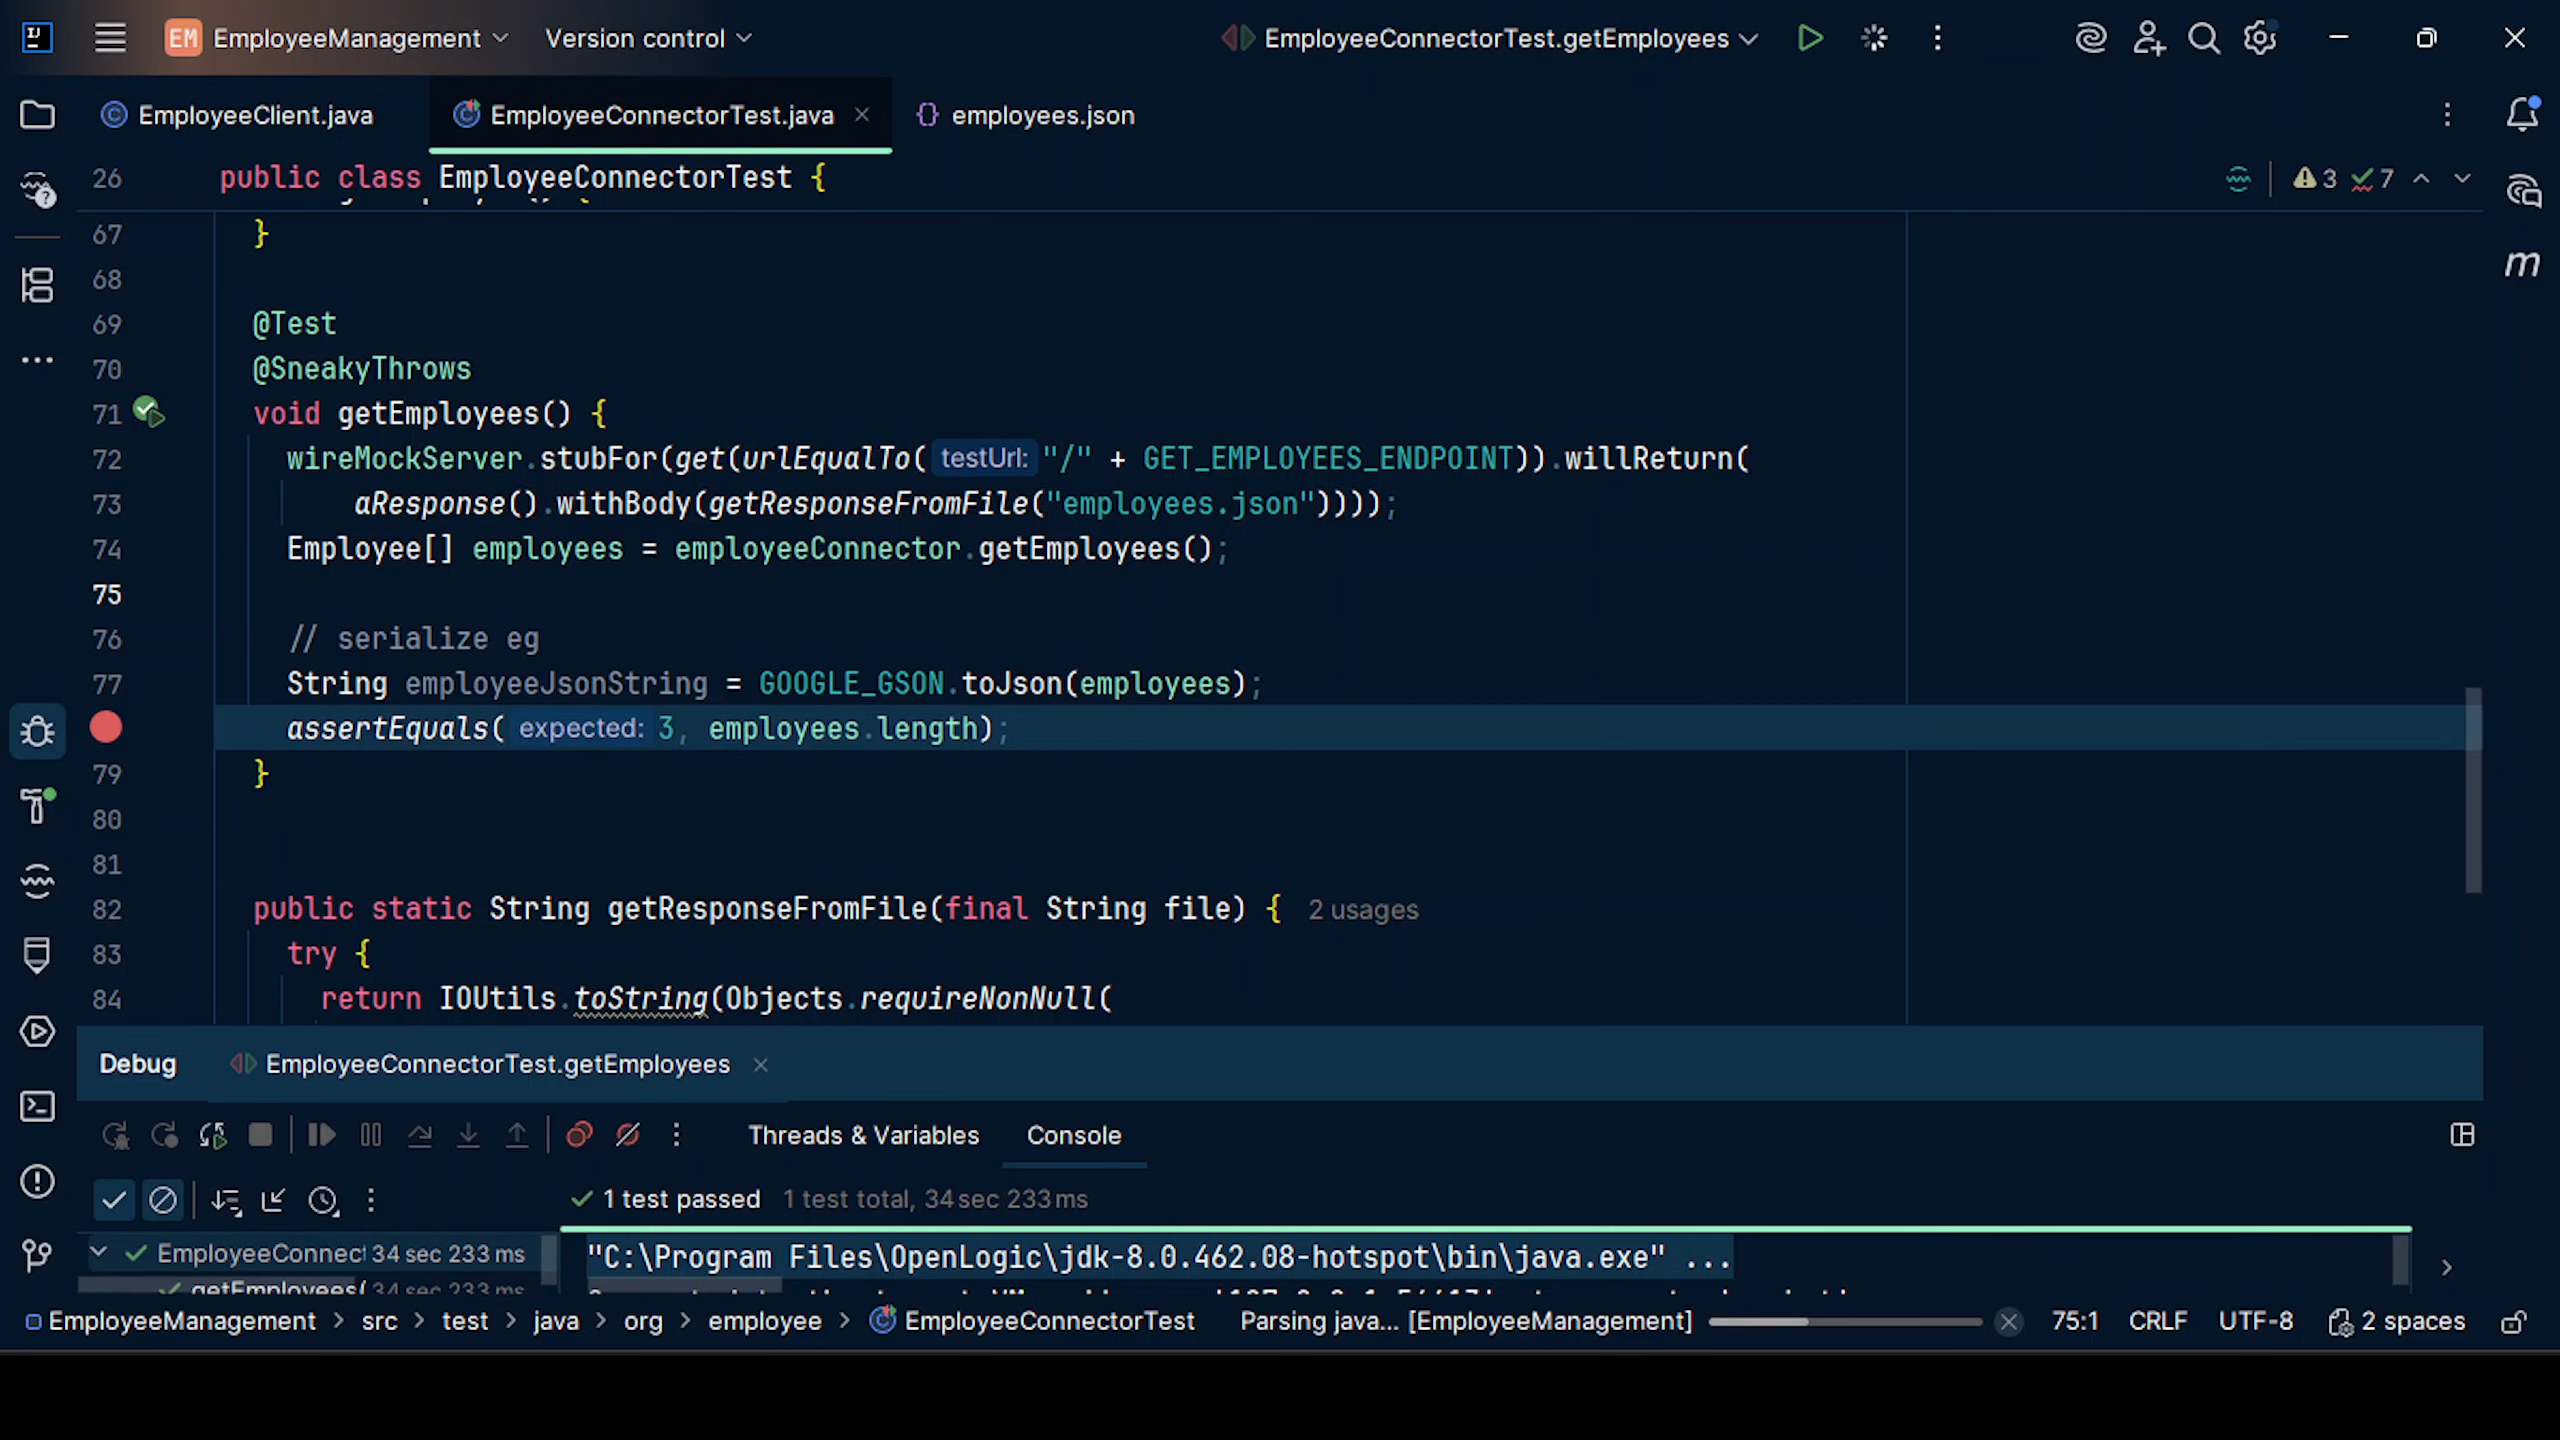 EM EmployeeManagement Version control EmployeeConnectorTest.getEmployees
EmployeeClient.java EmployeeConnectorTest.java employees.json
26 public class EmployeeConnectorTest { 3 7
67 }
68
69 @Test
70 @SneakyThrows
71 void getEmployees() {
72 wireMockServer.stubFor(get(urlEqualTo( testUrl: "/" + GET_EMPLOYEES_ENDPOINT)).willReturn(
73 aResponse().withBody(getResponseFromFile("employees.json"))));
74 Employee[] employees = employeeConnector.getEmployees();
75
76 // serialize eg
77 String employeeJsonString = GOOGLE_GSON.toJson(employees);
assertEquals( expected: 3, employees.length);
79 }
80
81
82 public static String getResponseFromFile(final String file) { 2 usages
83 try {
84 return IOUtils.toString(Objects.requireNonNull(
Debug EmployeeConnectorTest.getEmployees
Threads & Variables Console
1 test passed 1 test total, 34 sec 233 ms
EmployeeConnect 34 sec 233 ms "C:\Program Files\OpenLogic\jdk-8.0.462.08-hotspot\bin\java.exe" ...
getEmployees( 34 sec 233 ms
EmployeeManagement > src > test > java > org > employee > EmployeeConnectorTest Parsing java... [EmployeeManagement] 75:1 CRLF UTF-8 2 spaces